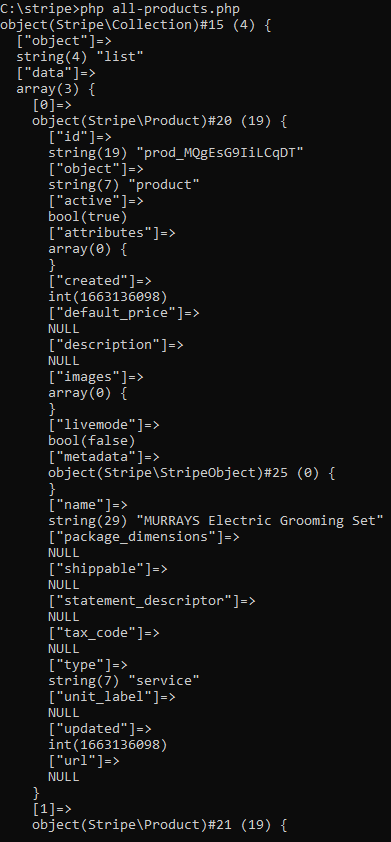 C:\stripe>php all-products.php
object(Stripe\Collection)#15 (4) {
  ["object"]=>
  string(4) "list"
  ["data"]=>
  array(3) {
    [0]=>
    object(Stripe\Product)#20 (19) {
      ["id"]=>
      string(19) "prod_MQgEsG9IiLCqDT"
      ["object"]=>
      string(7) "product"
      ["active"]=>
      bool(true)
      ["attributes"]=>
      array(0) {
      }
      ["created"]=>
      int(1663136098)
      ["default_price"]=>
      NULL
      ["description"]=>
      NULL
      ["images"]=>
      array(0) {
      }
      ["livemode"]=>
      bool(false)
      ["metadata"]=>
      object(Stripe\StripeObject)#25 (0) {
      }
      ["name"]=>
      string(29) "MURRAYS Electric Grooming Set"
      ["package_dimensions"]=>
      NULL
      ["shippable"]=>
      NULL
      ["statement_descriptor"]=>
      NULL
      ["tax_code"]=>
      NULL
      ["type"]=>
      string(7) "service"
      ["unit_label"]=>
      NULL
      ["updated"]=>
      int(1663136098)
      ["url"]=>
      NULL
    }
    [1]=>
    object(Stripe\Product)#21 (19) {